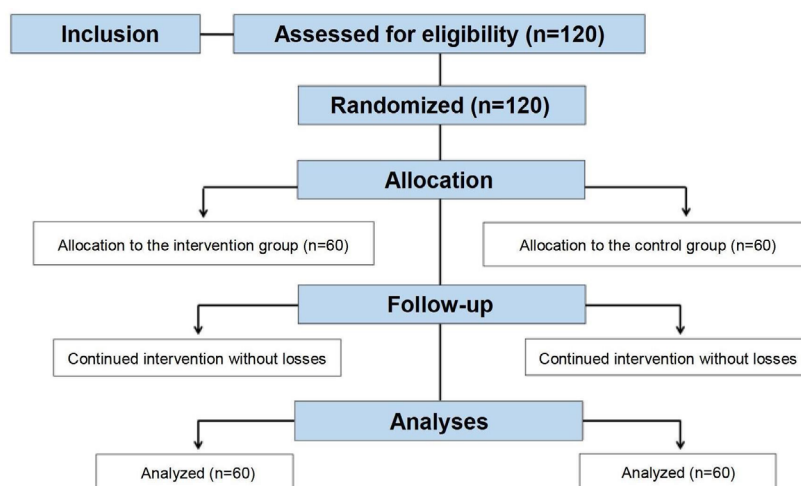 Inclusion
Assessed for eligibility (n=120)
Randomized (n=120)
Allocation
Allocation to the intervention group (n=60)
Allocation to the control group (n=60)
Follow-up
Continued intervention without losses
Continued intervention without losses
Analyses
Analyzed (n=60)
Analyzed (n=60)